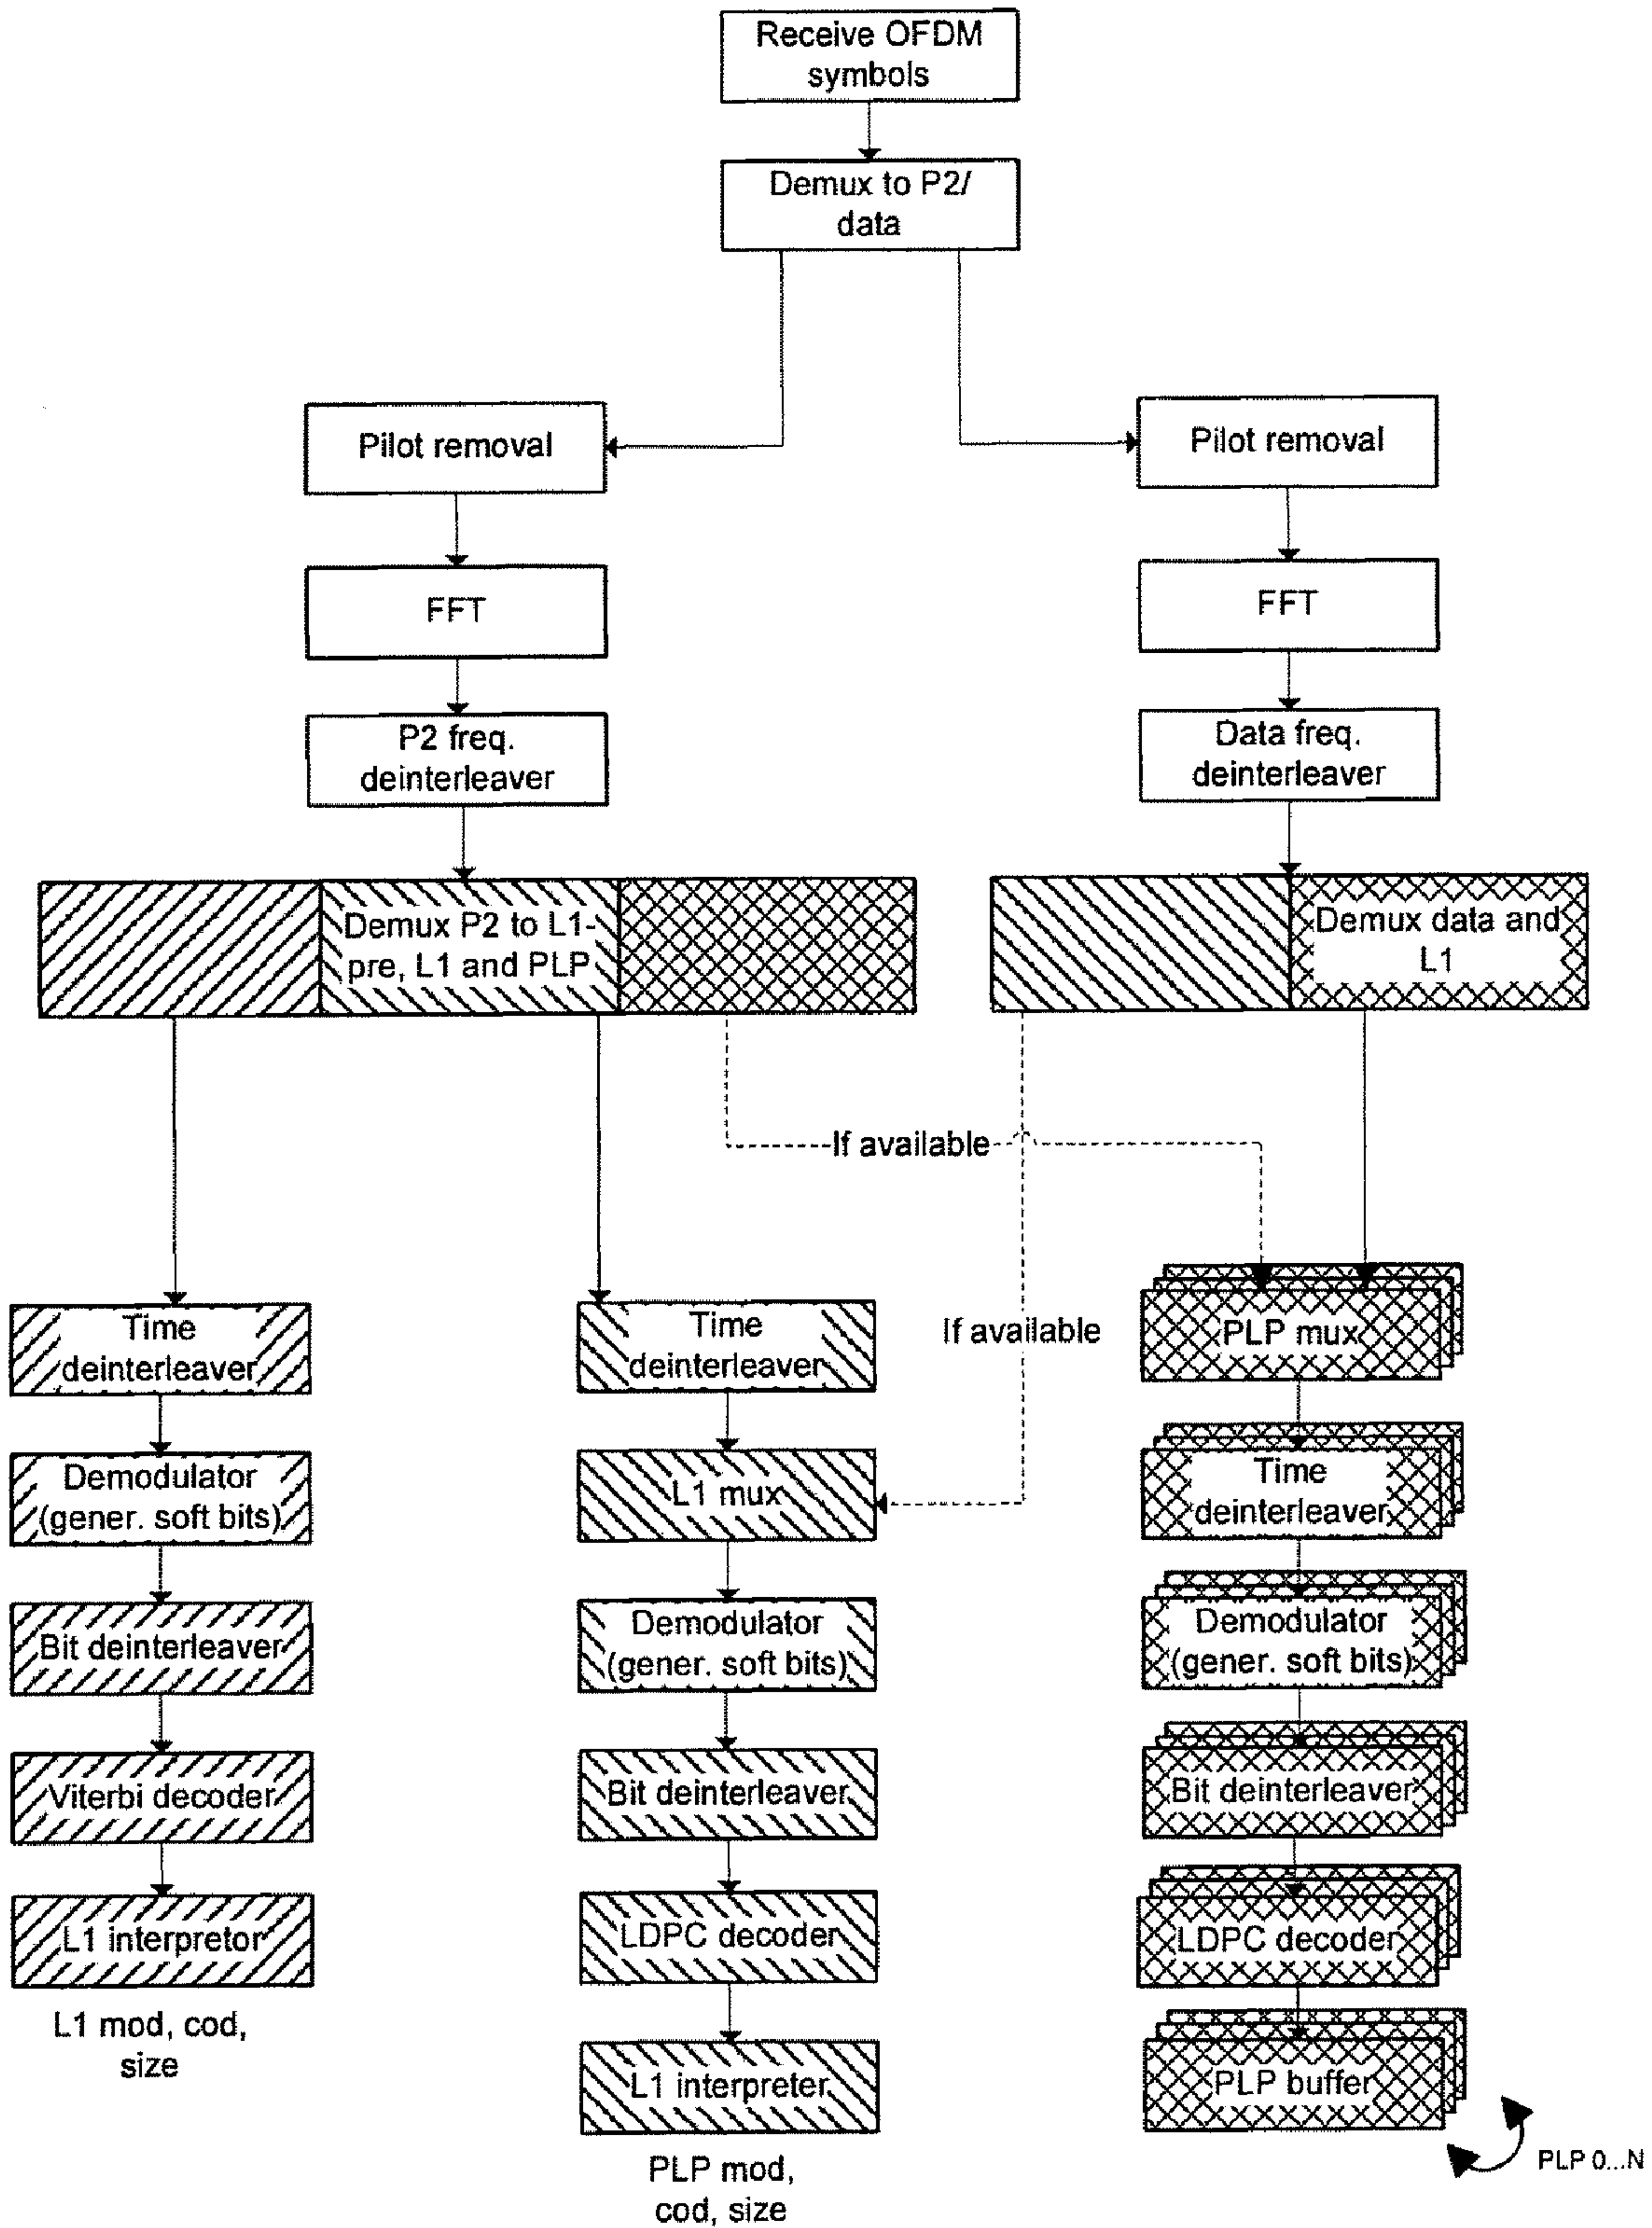 Receive OFDM
symbols
Demux to P2/
data
Pilot removal
Pilot removal
FFT
FFT
P2 freq.
deinterleaver
Data freq.
deinterleaver
Demux P2 to L1-
pre, L1 and PLP
Demux data and
L1
If available
If available
Time
deinterleaver
Demodulator
(gener. soft bits)
Bit deinterleaver
Viterbi decoder
L1 interpretor
L1 mod, cod,
size
Time
deinterleaver
L1 mux
Demodulator
(gener. soft bits)
Bit deinterleaver
LDPC decoder
L1 interpreter
PLP mod,
cod, size
PLP mux
Time
deinterleaver
Demodulator
(gener. soft bits)
Bit deinterleaver
LDPC decoder
PLP buffer
PLP 0...N